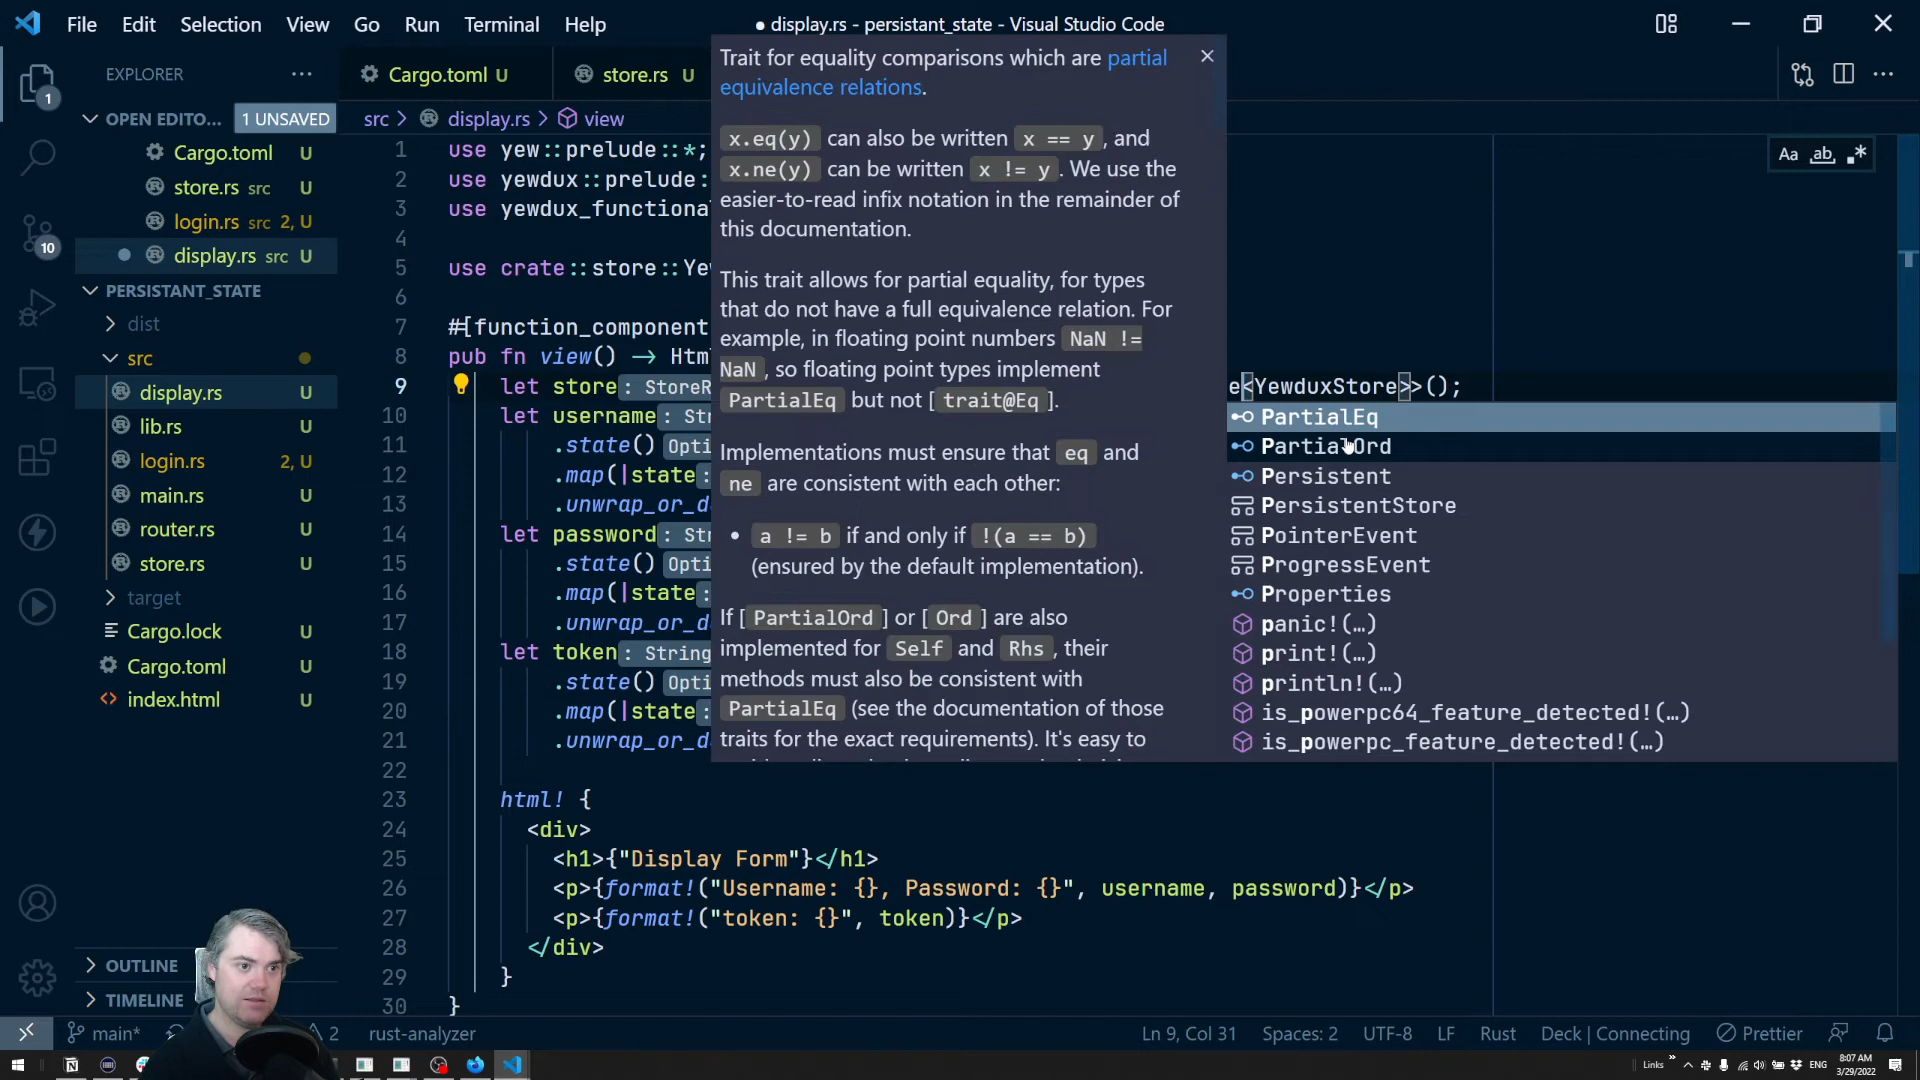 File Edit Selection View Go Run Terminal Help
● display.rs - persistant_state - Visual Studio Code
EXPLORER
Cargo.toml U
store.rs U
OPEN EDITO... 1 UNSAVED
Cargo.toml U
store.rs src U
login.rs src 2, U
display.rs src U
PERSISTANT_STATE
dist
src
display.rs U
lib.rs U
login.rs 2, U
main.rs U
router.rs U
store.rs U
target
Cargo.lock U
Cargo.toml U
index.html U
OUTLINE
TIMELINE
1
10
src > display.rs > view
1 use yew::prelude::*;
2 use yewdux::prelude:
3 use yewdux_functiona
4
5 use crate::store::Ye
6
7 #[function_component
8 pub fn view() → Htm
9 let store: StoreR e<YewduxStore>>();
10 let username: Str
11 .state() Opti
12 .map(|state:
13 .unwrap_or_d
14 let password: Str
15 .state() Opti
16 .map(|state:
17 .unwrap_or_d
18 let token: String
19 .state() Opti
20 .map(|state:
21 .unwrap_or_d
22
23 html! {
24 <div>
25 <h1>{"Display Form"}</h1>
26 <p>{format!("Username: {}, Password: {}", username, password)}</p>
27 <p>{format!("token: {}", token)}</p>
28 </div>
29 }
30 }
Trait for equality comparisons which are partial
equivalence relations.
x.eq(y) can also be written x == y, and
x.ne(y) can be written x != y. We use the
easier-to-read infix notation in the remainder of
this documentation.
This trait allows for partial equality, for types
that do not have a full equivalence relation. For
example, in floating point numbers NaN !=
NaN, so floating point types implement
PartialEq but not [trait@Eq].
Implementations must ensure that eq and
ne are consistent with each other:
• a != b if and only if !(a == b)
(ensured by the default implementation).
If [PartialOrd] or [Ord] are also
implemented for Self and Rhs, their
methods must also be consistent with
PartialEq (see the documentation of those
traits for the exact requirements). It's easy to
Aa ab .*
PartialEq
PartialOrd
Persistent
PersistentStore
PointerEvent
ProgressEvent
Properties
panic!(…)
print!(…)
println!(…)
is_powerpc64_feature_detected!(…)
is_powerpc_feature_detected!(…)
main* 2 rust-analyzer
Ln 9, Col 31 Spaces: 2 UTF-8 LF Rust Deck | Connecting Prettier
Links » ENG 8:07 AM
3/29/2022